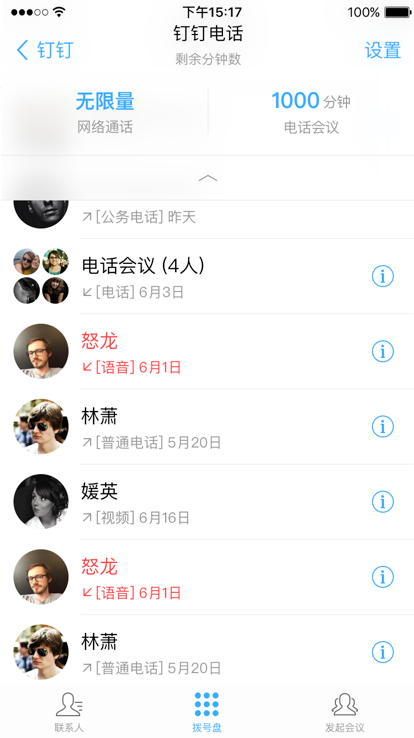 下午15:17
100%
钉钉
钉钉电话
剩余分钟数
设置
无限量
网络通话
1000 分钟
电话会议
[公务电话] 昨天
电话会议 (4人)
[电话] 6月3日
怒龙
[语音] 6月1日
林萧
[普通电话] 5月20日
媛英
[视频] 6月16日
怒龙
[语音] 6月1日
林萧
[普通电话] 5月20日
联系人
拨号盘
发起会议